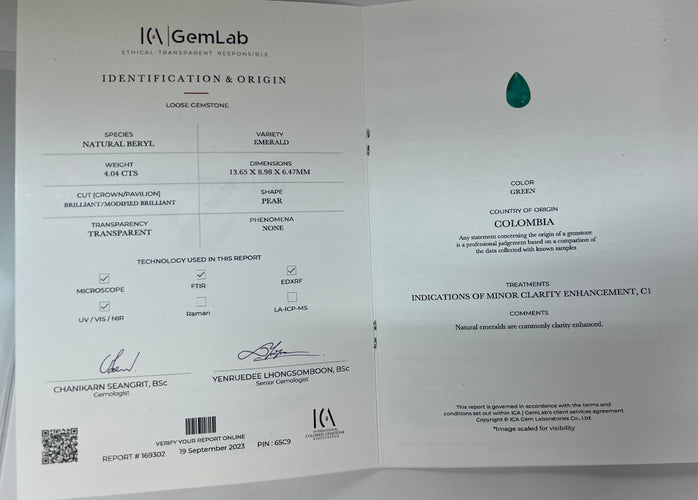 ICA | GemLab
ETHICAL TRANSPARENT RESPONSIBLE
IDENTIFICATION & ORIGIN
LOOSE GEMSTONE
SPECIES
NATURAL BERYL
VARIETY
EMERALD
WEIGHT
4.04 CTS
DIMENSIONS
13.65 X 8.98 X 6.47MM
CUT [CROWN/PAVILION]
BRILLIANT/MODIFIED BRILLIANT
SHAPE
PEAR
TRANSPARENCY
TRANSPARENT
PHENOMENA
NONE
TECHNOLOGY USED IN THIS REPORT
MICROSCOPE
FTIR
EDXRF
UV / VIS / NIR
Raman
LA-ICP-MS
CHANIKARN SEANGRIT, BSc
Gemologist
YENRUEDEE LHONGSOMBOON, BSc
Senior Gemologist
VERIFY YOUR REPORT ONLINE
REPORT # 169302
19 September 2023
PIN : 65C9
ICA
INTERNATIONAL
COLORED GEMSTONE
ASSOCIATION
COLOR
GREEN
COUNTRY OF ORIGIN
COLOMBIA
Any statement concerning the origin of a gemstone
is a professional judgement based on a comparison of
the data collected with known samples
TREATMENTS
INDICATIONS OF MINOR CLARITY ENHANCEMENT, C1
COMMENTS
Natural emeralds are commonly clarity enhanced.
This report is governed in accordance with the terms and
conditions set out within ICA | GemLab's client services agreement.
Copyright © ICA Gem Laboratories Co., Ltd.
*Image scaled for visibility